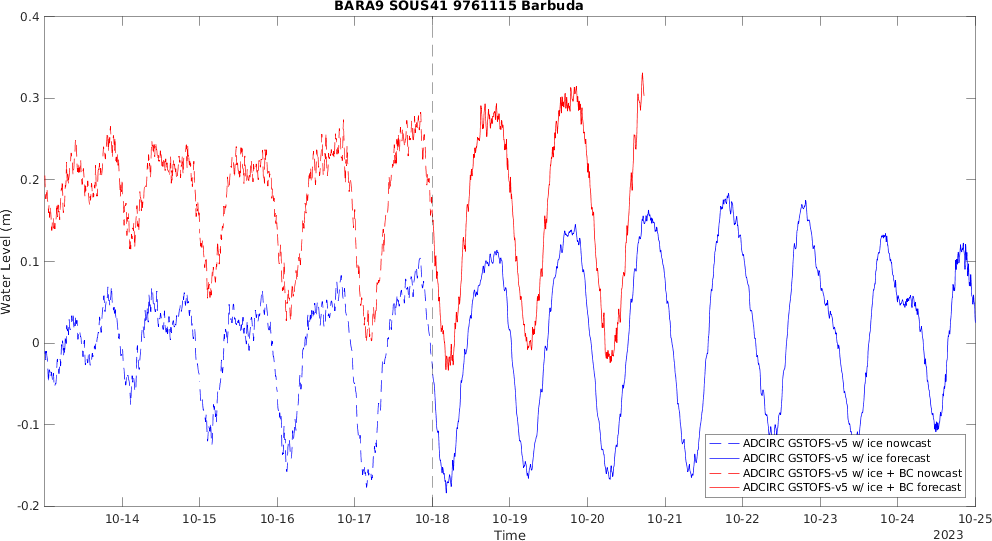 BARA9 SOUS41 9761115 Barbuda
0.4
0.3
0.2
0.1
0
-0.1
-0.2
Water Level (m)
10-14 10-15 10-16 10-17 10-18 10-19 10-20 10-21 10-22 10-23 10-24 10-25
Time
2023
ADCIRC GSTOFS-v5 w/ ice nowcast
ADCIRC GSTOFS-v5 w/ ice forecast
ADCIRC GSTOFS-v5 w/ ice + BC nowcast
ADCIRC GSTOFS-v5 w/ ice + BC forecast